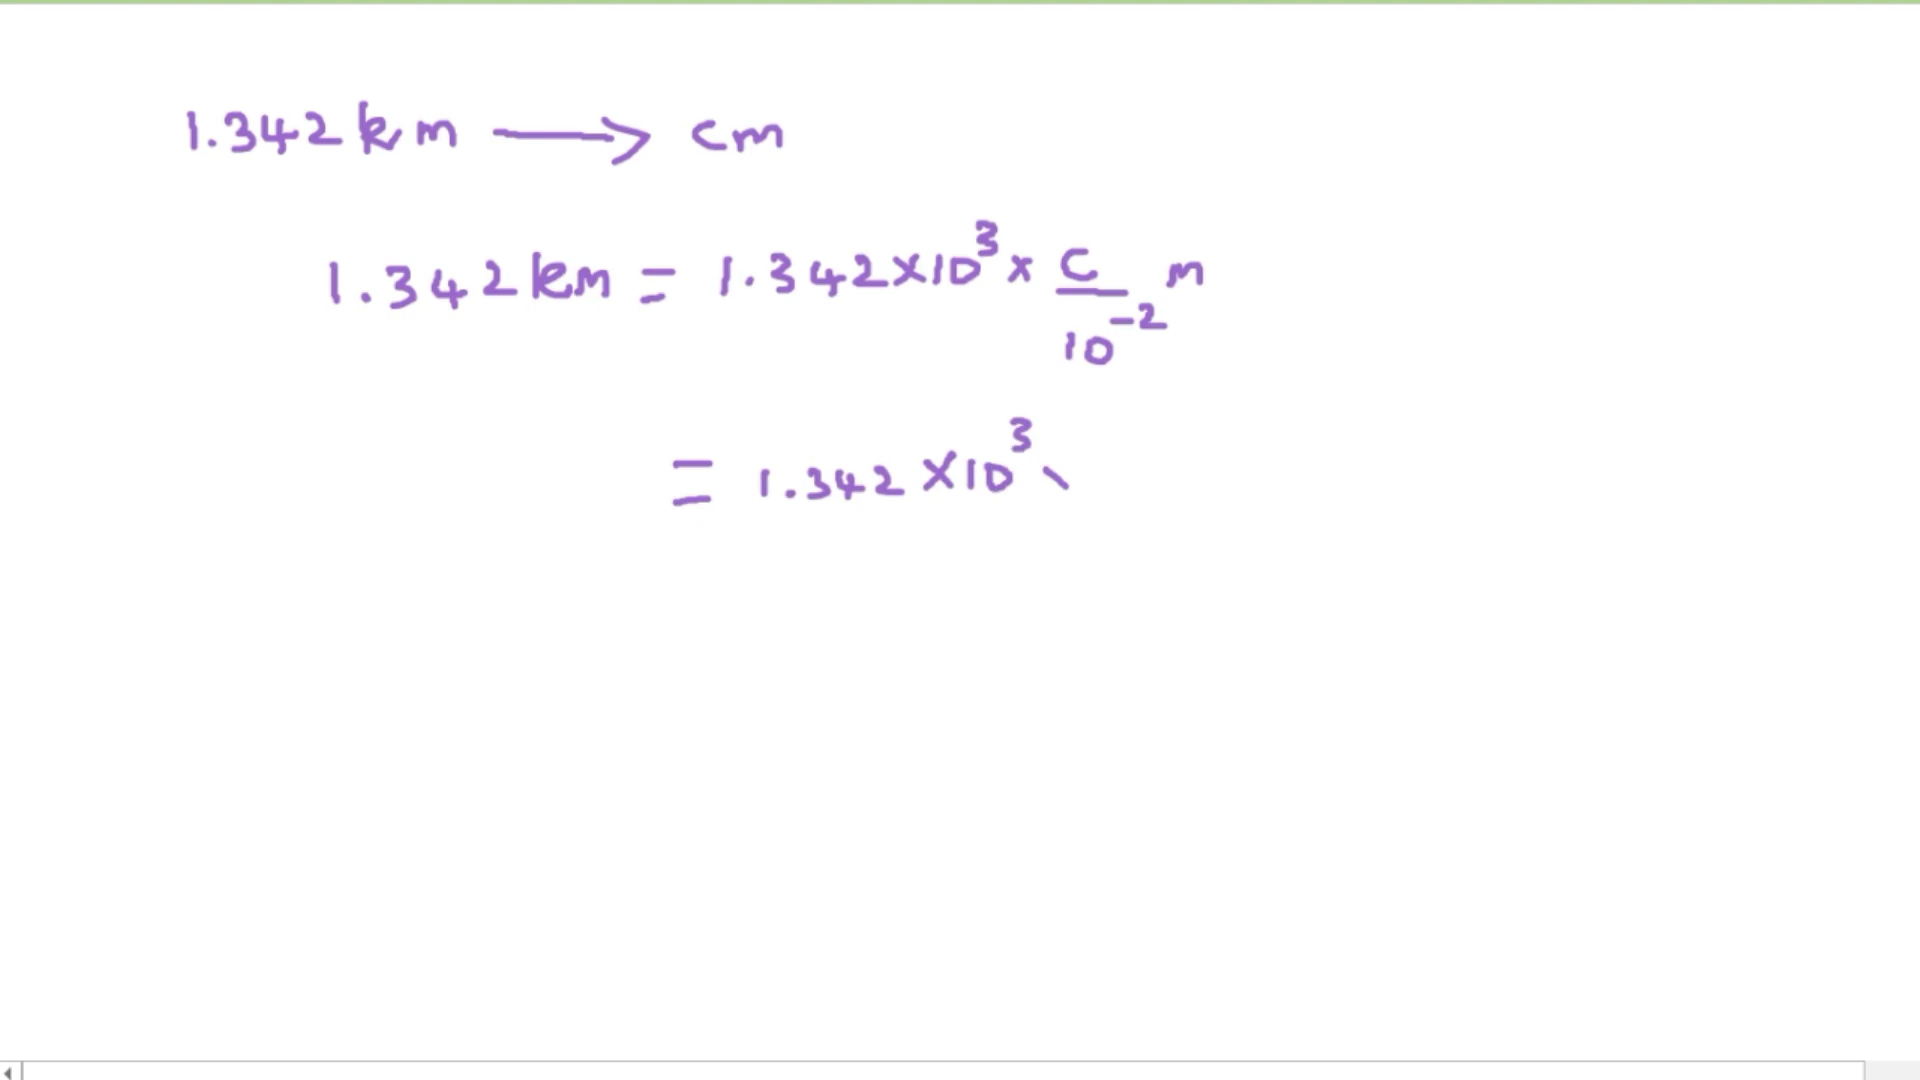 1.342 km ⟶ cm
1.342 km = 1.342 × 10³ × c/10⁻² m
= 1.342 × 10³ \